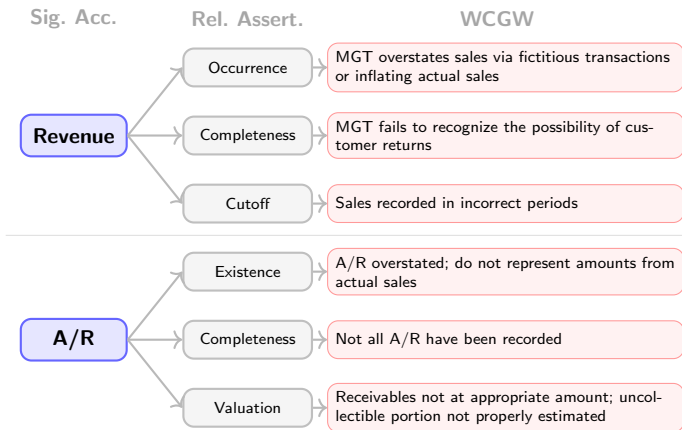 Sig. Acc. Rel. Assert. WCGW
Occurrence
MGT overstates sales via fictitious transactions
or inflating actual sales
Revenue
Completeness
MGT fails to recognize the possibility of cus-
tomer returns
Cutoff
Sales recorded in incorrect periods
Existence
A/R overstated; do not represent amounts from
actual sales
A/R
Completeness
Not all A/R have been recorded
Valuation
Receivables not at appropriate amount; uncol-
lectible portion not properly estimated